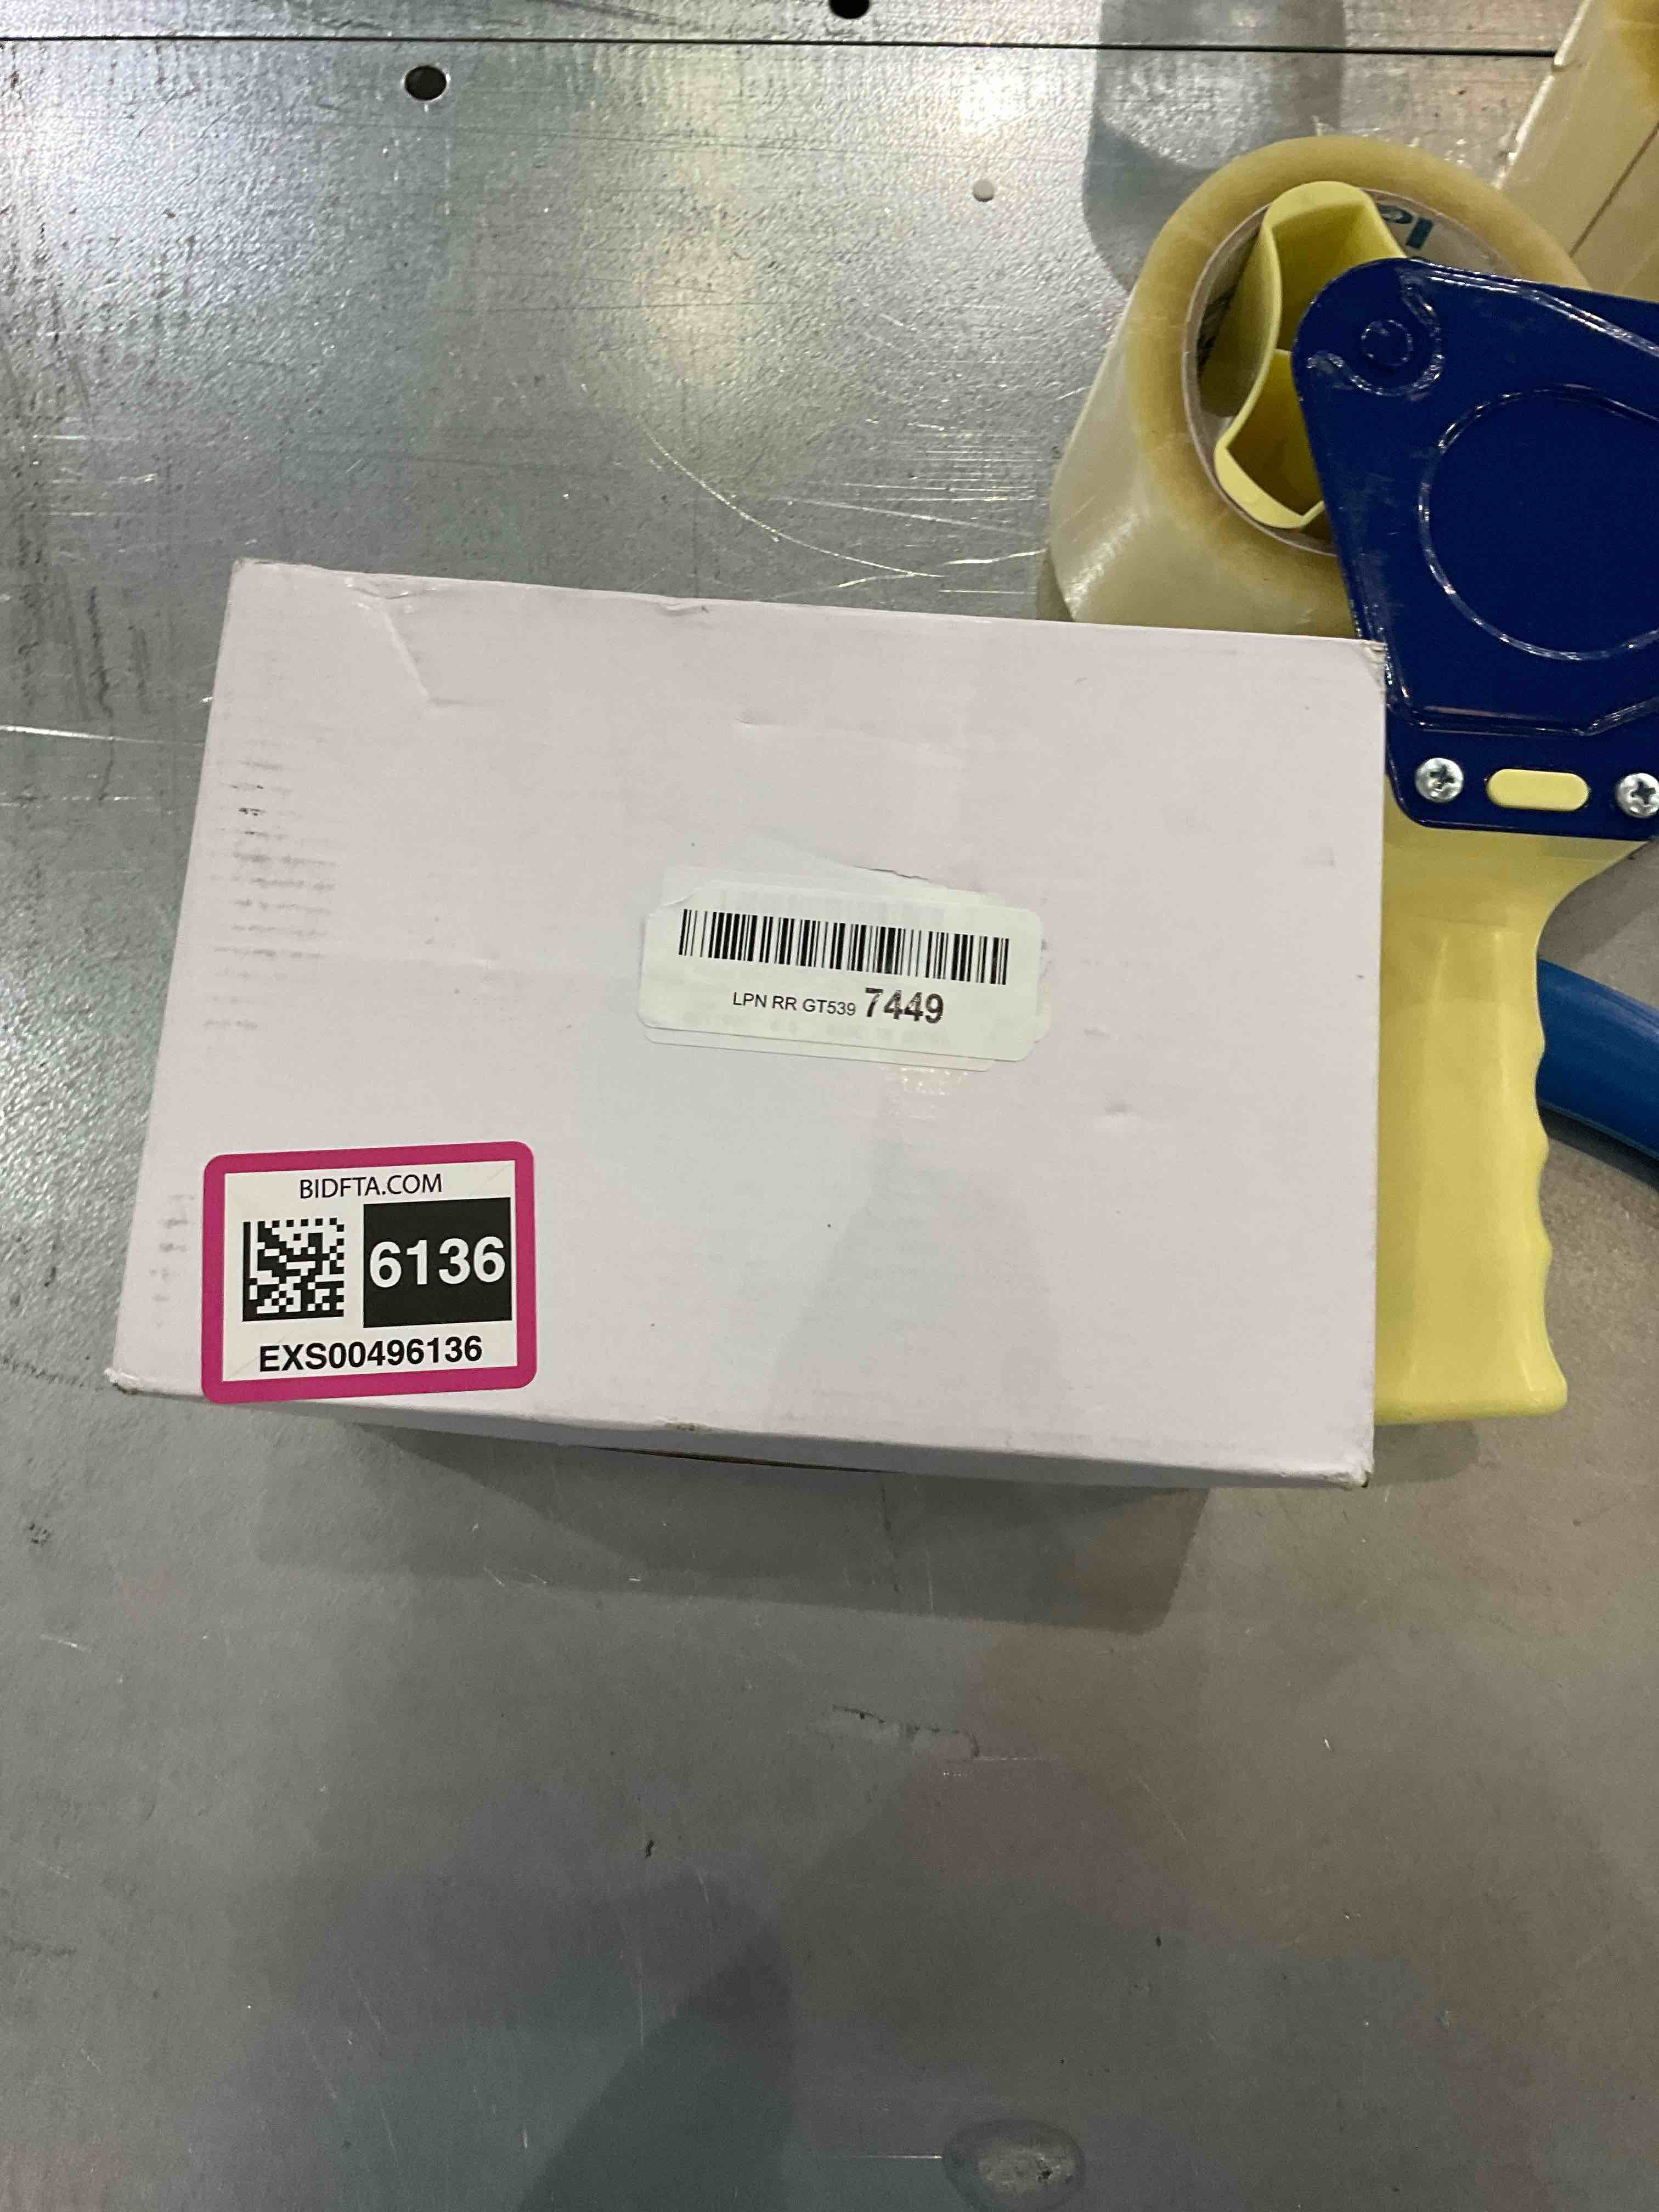 LPN RR GT539 7449
BIDFTA.COM
6136
EXS00496136